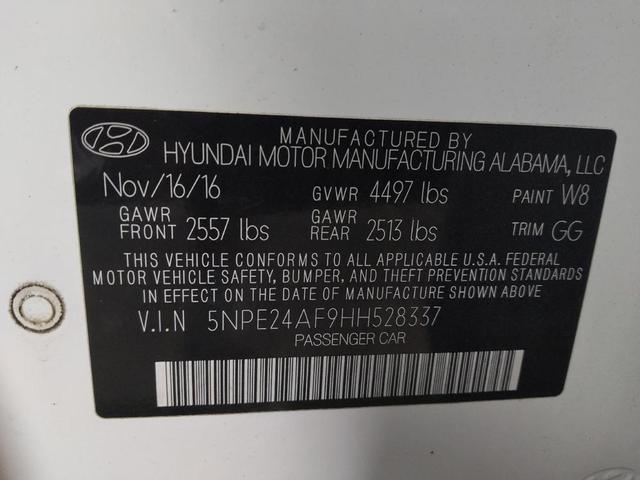 MANUFACTURED BY
HYUNDAI MOTOR MANUFACTURING ALABAMA, LLC
Nov/16/16 GVWR 4497 lbs PAINT W8
GAWR FRONT 2557 lbs GAWR REAR 2513 lbs TRIM GG
THIS VEHICLE CONFORMS TO ALL APPLICABLE U.S.A. FEDERAL
MOTOR VEHICLE SAFETY, BUMPER, AND THEFT PREVENTION STANDARDS
IN EFFECT ON THE DATE OF MANUFACTURE SHOWN ABOVE
V.I.N 5NPE24AF9HH528337
PASSENGER CAR